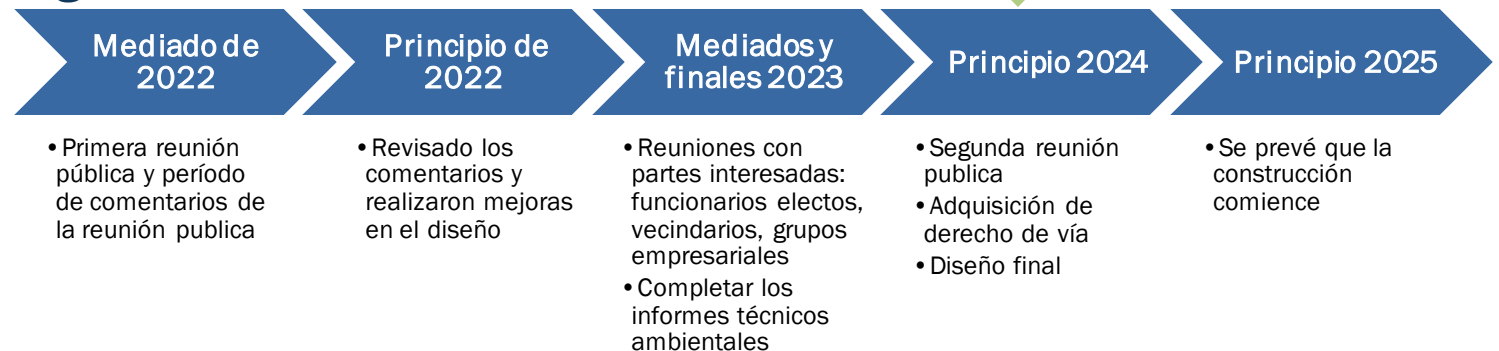 Mediado de
2022
Principio de
2022
Mediados y
finales 2023
Principio 2024
Principio 2025
•Primera reunión
pública y período
de comentarios de
la reunión publica
•Revisado los
comentarios y
realizaron mejoras
en el diseño
•Reuniones con
partes interesadas:
funcionarios electos,
vecindarios, grupos
empresariales
•Completar los
informes técnicos
ambientales
•Segunda reunión
publica
•Adquisición de
derecho de vía
•Diseño final
•Se prevé que la
construcción
comience